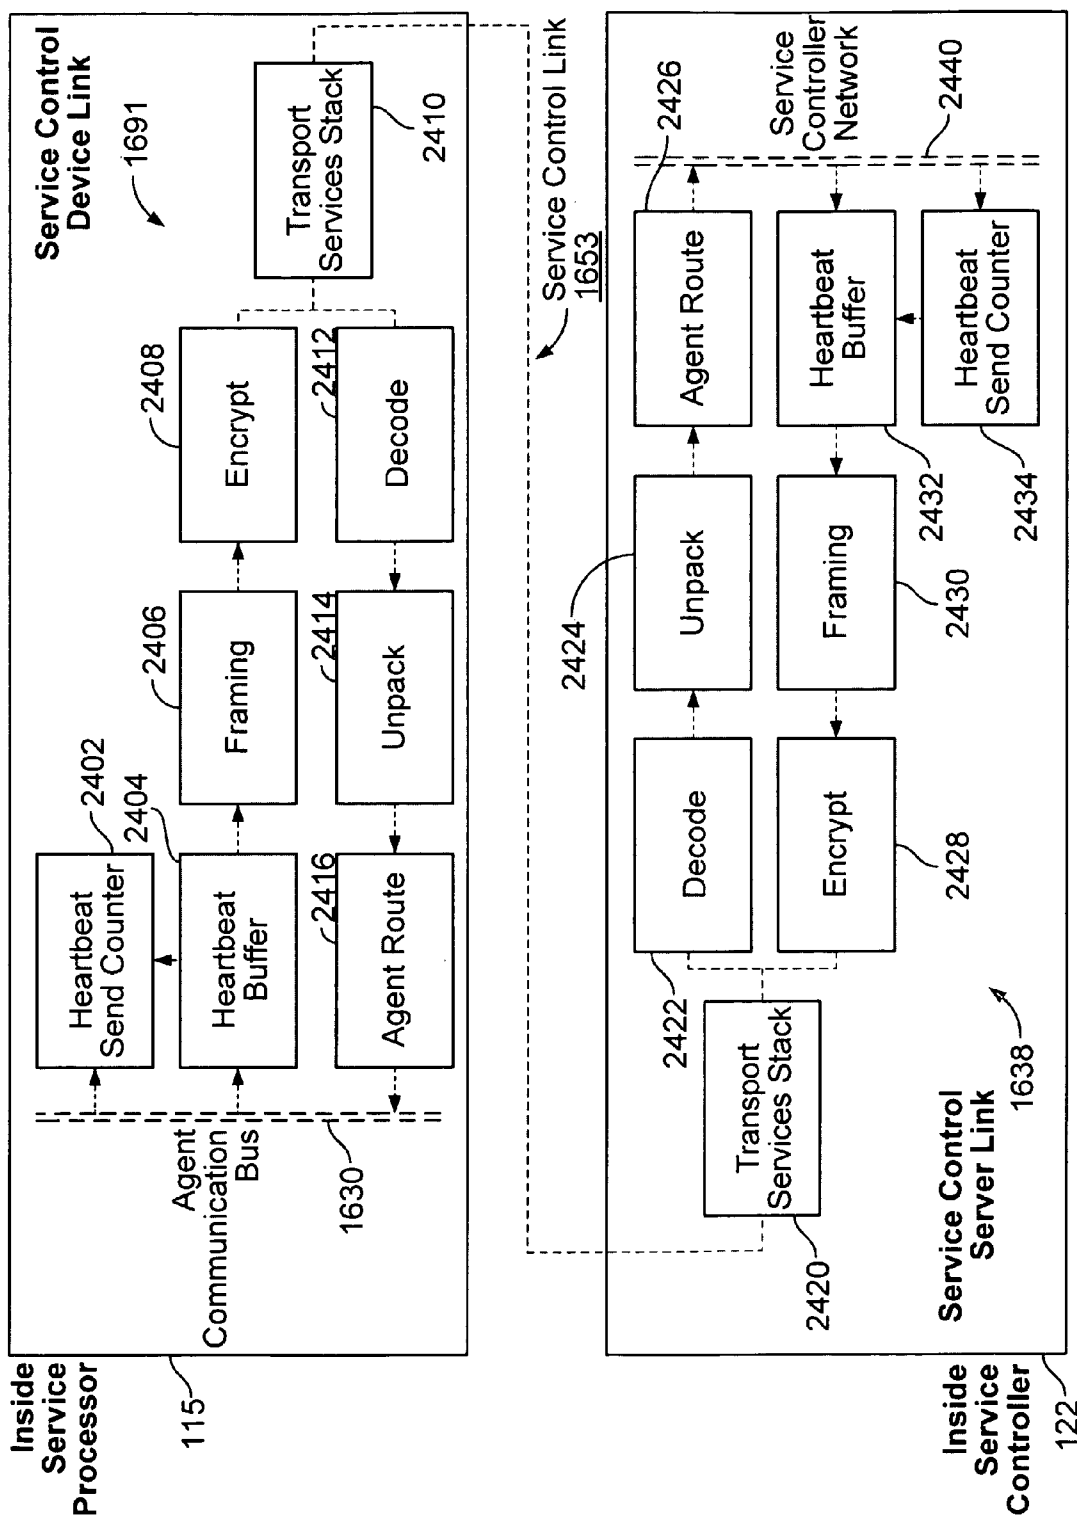 Inside
Service
Processor
115
Service Control
Device Link
1691
Heartbeat
Send Counter
2402
Heartbeat
Buffer
2404
Framing
2406
Encrypt
2408
Transport
Services Stack
2410
Decode
2412
Unpack
2414
Agent Route
2416
Agent
Communication
Bus
1630
Service Control Link
1653
Inside
Service
Controller
122
Service Control
Server Link
1638
Transport
Services Stack
2420
Decode
2422
Unpack
2424
Agent Route
2426
Encrypt
2428
Framing
2430
Heartbeat
Buffer
2432
Heartbeat
Send Counter
2434
Service
Controller
Network
2440